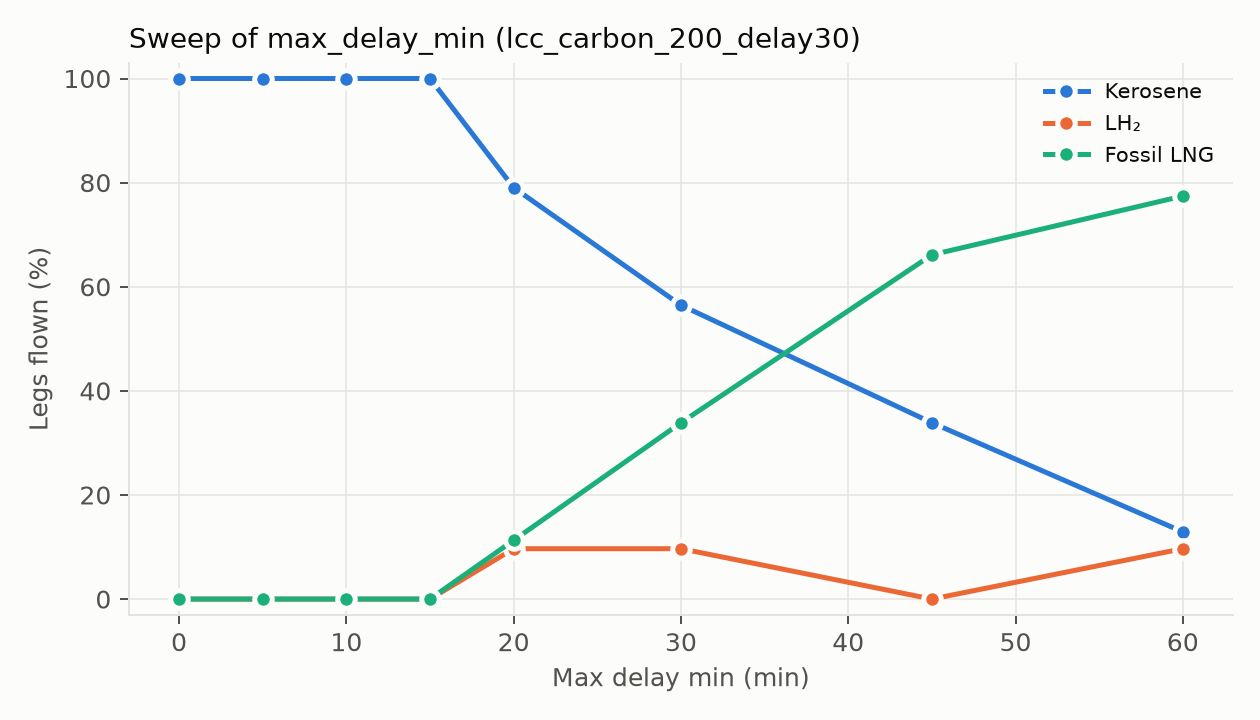 Sweep of max_delay_min (lcc_carbon_200_delay30)
Kerosene
LH₂
Fossil LNG
Legs flown (%)
100
80
60
40
20
0
0 10 20 30 40 50 60
Max delay min (min)